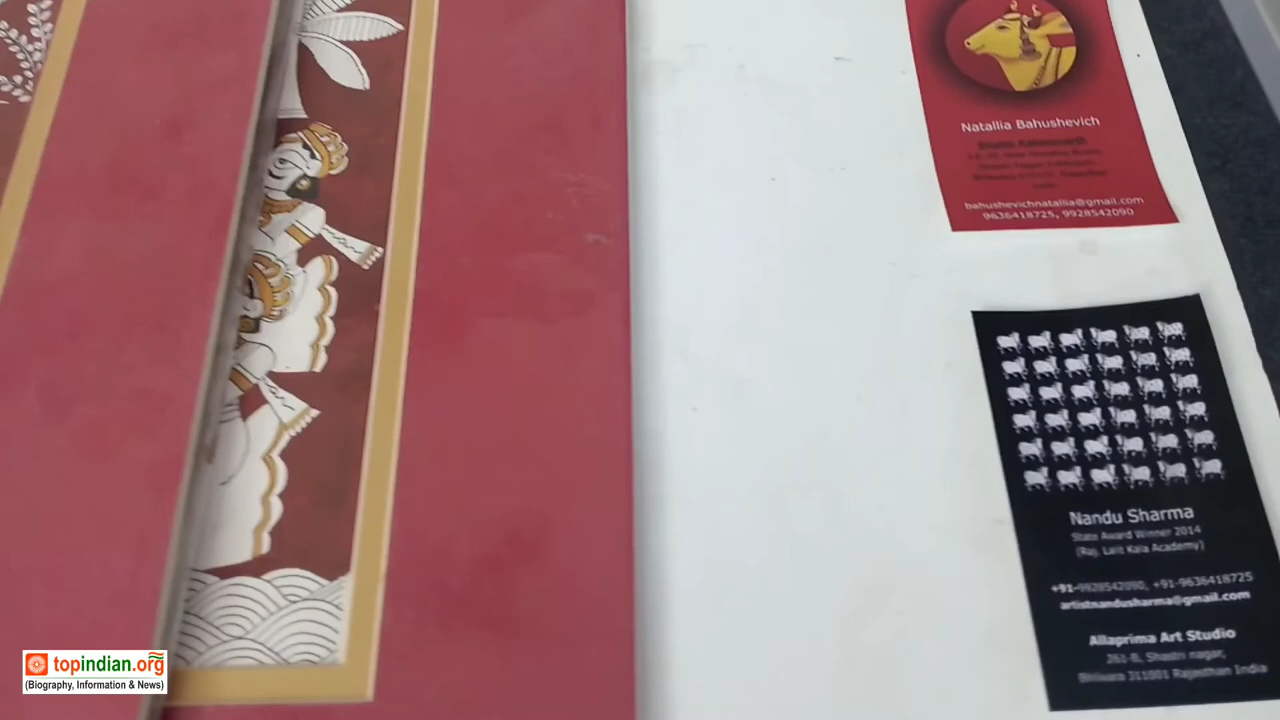 Natallia Bahushevich
bahushevichnatallia@gmail.com
9636418725, 9928542090
Nandu Sharma
State Award Winner 2014
(Raj. Lalit Kala Academy)
+91-9928542090, +91-9636418725
artistnandusharma@gmail.com
Allaprima Art Studio
261-B, Shastri nagar,
Bhilwara 311001 Rajasthan India
topindian.org
(Biography, Information & News)